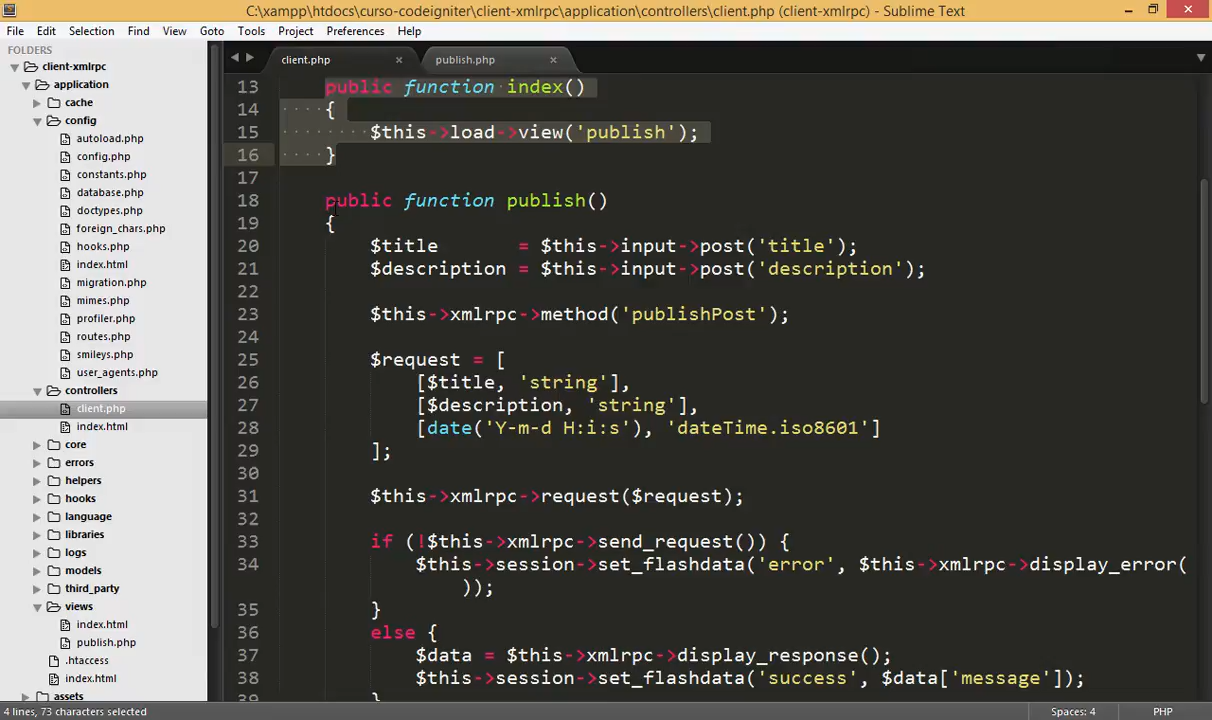 C:\xampp\htdocs\curso-codeigniter\client-xmlrpc\application\controllers\client.php (client-xmlrpc) - Sublime Text
File Edit Selection Find View Goto Tools Project Preferences Help
FOLDERS
client-xmlrpc
application
cache
config
autoload.php
config.php
constants.php
database.php
doctypes.php
foreign_chars.php
hooks.php
index.html
migration.php
mimes.php
profiler.php
routes.php
smileys.php
user_agents.php
controllers
client.php
index.html
core
errors
helpers
hooks
language
libraries
logs
models
third_party
views
index.html
publish.php
.htaccess
index.html
assets
client.php × publish.php ×
13 public function index()
14 {
15 $this->load->view('publish');
16 }
17
18 public function publish()
19 {
20 $title = $this->input->post('title');
21 $description = $this->input->post('description');
22
23 $this->xmlrpc->method('publishPost');
24
25 $request = [
26 [$title, 'string'],
27 [$description, 'string'],
28 [date('Y-m-d H:i:s'), 'dateTime.iso8601']
29 ];
30
31 $this->xmlrpc->request($request);
32
33 if (!$this->xmlrpc->send_request()) {
34 $this->session->set_flashdata('error', $this->xmlrpc->display_error(
));
35 }
36 else {
37 $data = $this->xmlrpc->display_response();
38 $this->session->set_flashdata('success', $data['message']);
39 }
4 lines, 73 characters selected Spaces: 4 PHP